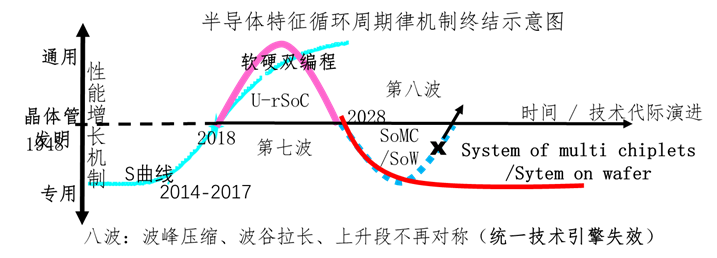 半导体特征循环周期律机制终结示意图
通用
性能增长机制
软硬双编程
U-rSoC
第八波
晶体管
发明
1948
2018
2028
时间 / 技术代际演进
第七波
SoMC
/SoW
System of multi chiplets
/Sytem on wafer
S曲线
2014-2017
专用
八波：波峰压缩、波谷拉长、上升段不再对称（统一技术引擎失效）